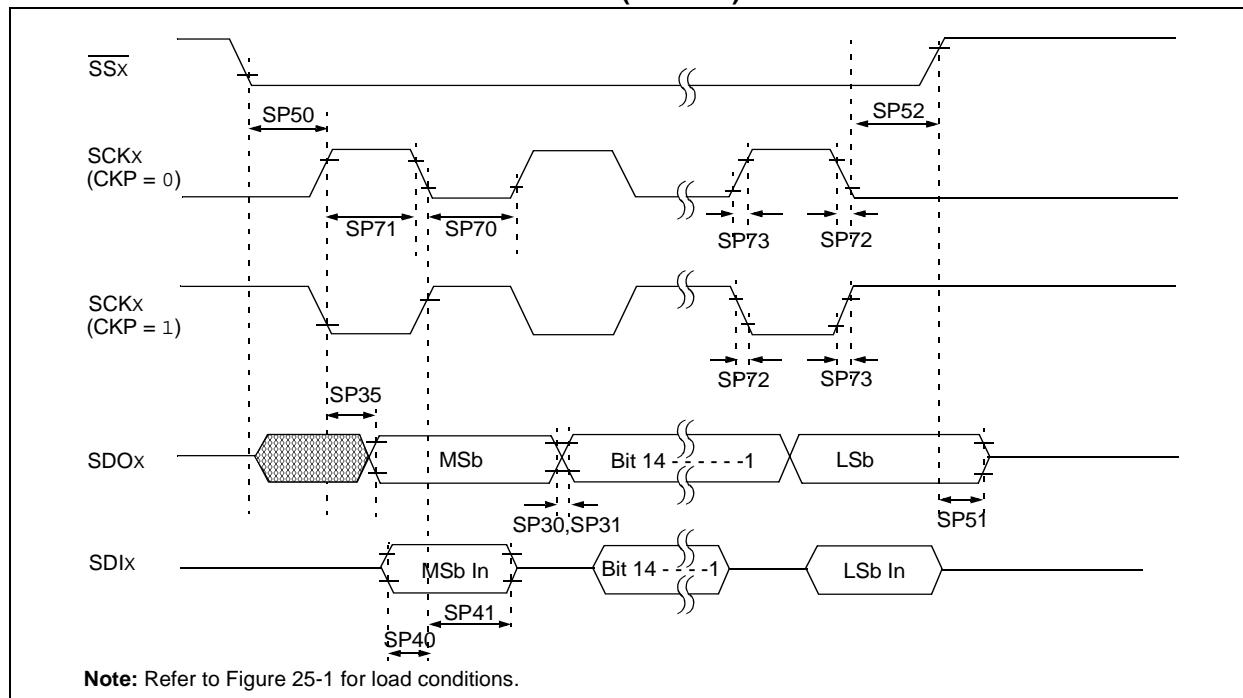 SSX
SP50
SP52
SCKX
(CKP = 0)
SP71
SP70
SP73
SP72
SCKX
(CKP = 1)
SP72
SP73
SP35
SDOX
MSb
Bit 14 - - - - - -1
LSb
SP30,SP31
SP51
SDIX
MSb In
Bit 14 - - - -1
LSb In
SP41
SP40
Note: Refer to Figure 25-1 for load conditions.